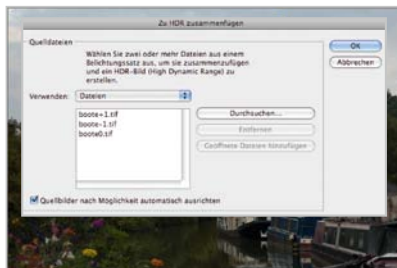 Zu HDR zusammenfügen
Quelldateien
Wählen Sie zwei oder mehr Dateien aus einem
Belichtungssatz aus, um sie zusammenzufügen
und ein HDR-Bild (High Dynamic Range) zu
erstellen.
OK
Abbrechen
Verwenden: Dateien
boote+1.tif
boote-1.tif
boote0.tif
Durchsuchen...
Entfernen
Geöffnete Dateien hinzufügen
Quellbilder nach Möglichkeit automatisch ausrichten